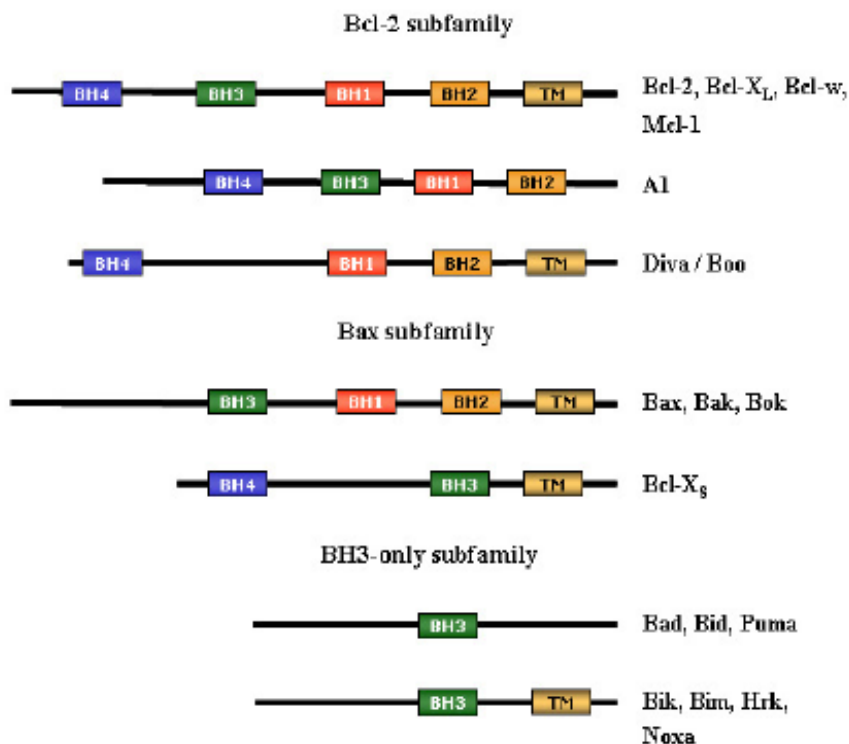 Bcl-2 subfamily
BH4 BH3 BH1 BH2 TM Bcl-2, Bcl-XL, Bcl-w,
Mcl-1
BH4 BH3 BH1 BH2 A1
BH4 BH1 BH2 TM Diva / Boo
Bax subfamily
BH3 BH1 BH2 TM Bax, Bak, Bok
BH4 BH3 TM Bcl-XS
BH3-only subfamily
BH3 Bad, Bid, Puma
BH3 TM Bik, Bim, Hrk,
Noxa